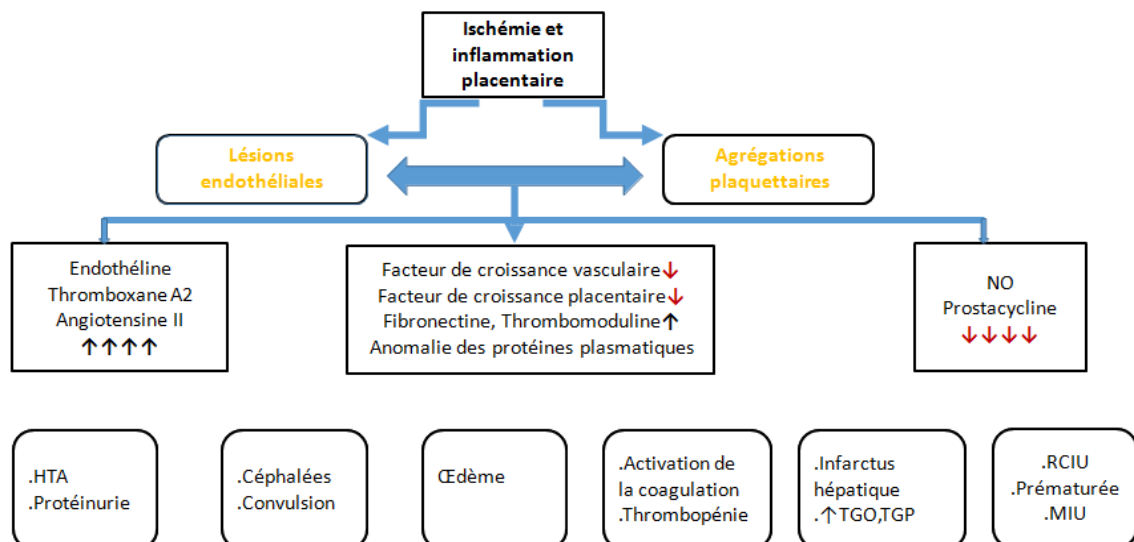 Ischémie et
inflammation
placentaire
Lésions
endothéliales
Agrégations
plaquettaires
Endothéline
Thromboxane A2
Angiotensine II
↑↑↑↑
Facteur de croissance vasculaire↓
Facteur de croissance placentaire↓
Fibronectine, Thrombomoduline↑
Anomalie des protéines plasmatiques
NO
Prostacycline
↓↓↓↓
.HTA
.Protéinurie
.Céphalées
.Convulsion
Œdème
.Activation de
la coagulation
.Thrombopénie
.Infarctus
hépatique
.↑TGO,TGP
.RCIU
.Prématurée
.MIU